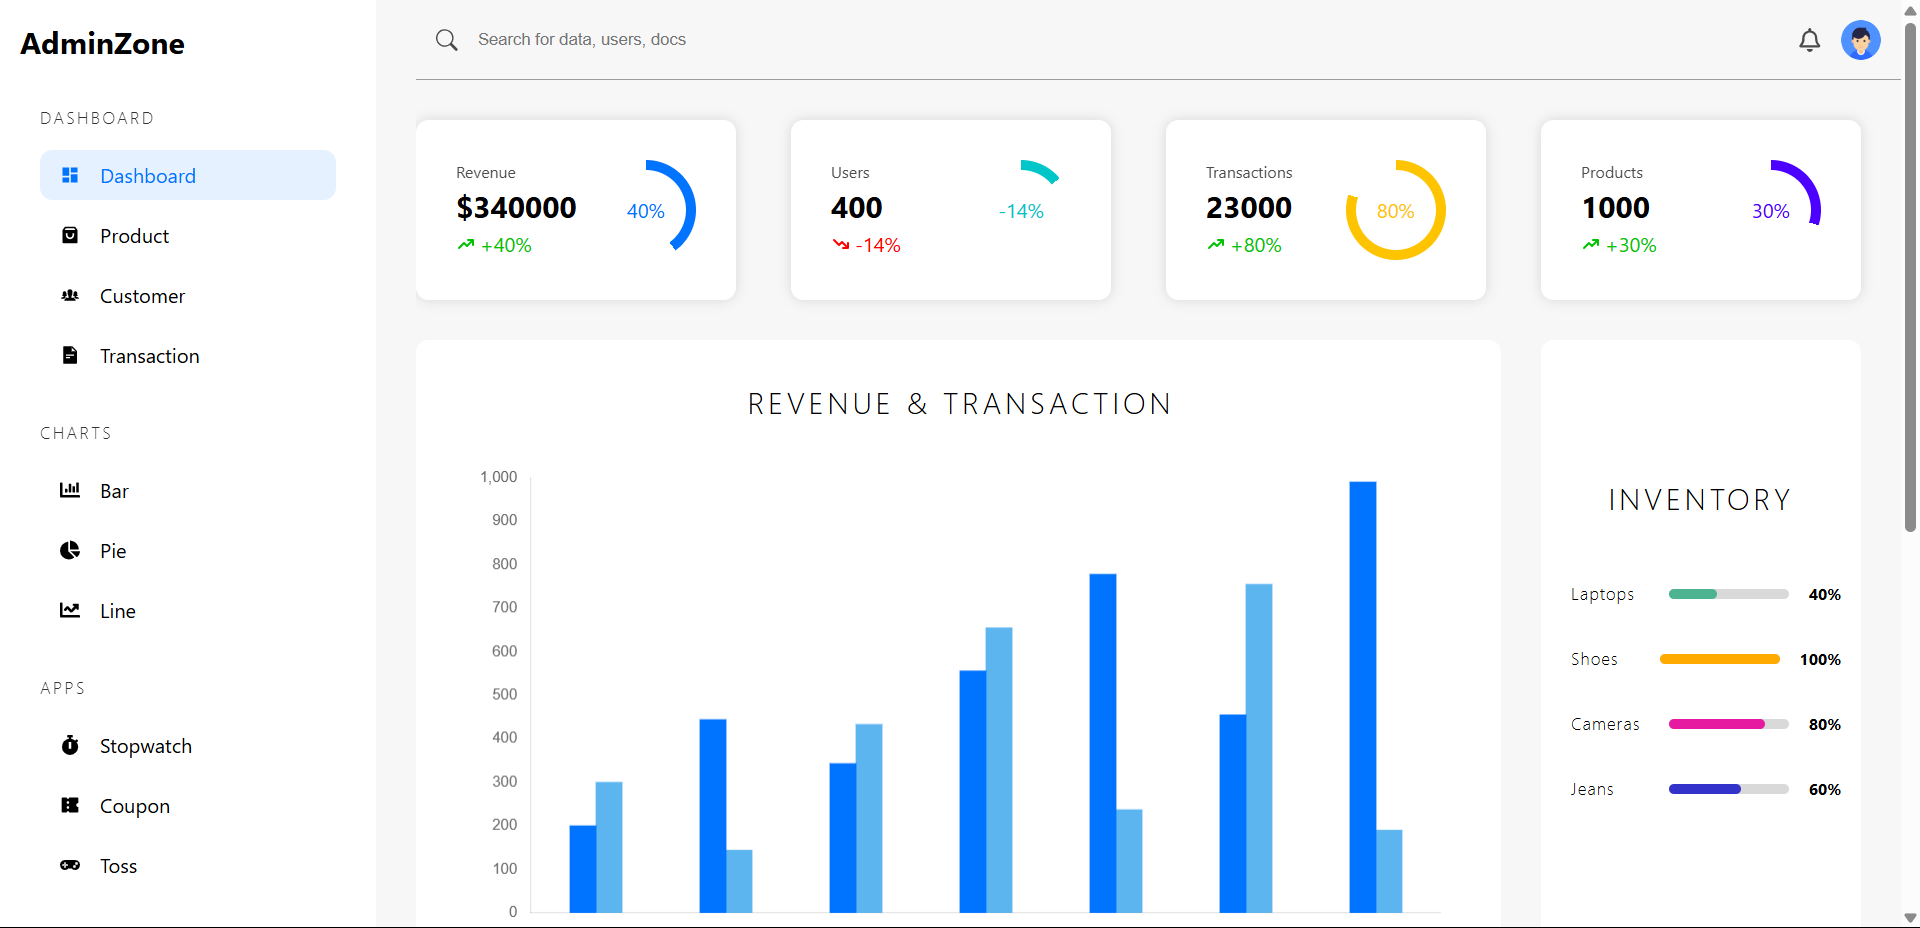 AdminZone
DASHBOARD
Dashboard
Product
Customer
Transaction
CHARTS
Bar
Pie
Line
APPS
Stopwatch
Coupon
Toss
Search for data, users, docs
Revenue
$340000
+40%
40%
Users
400
-14%
-14%
Transactions
23000
+80%
80%
Products
1000
+30%
30%
REVENUE & TRANSACTION
1,000
900
800
700
600
500
400
300
200
100
0
INVENTORY
Laptops 40%
Shoes 100%
Cameras 80%
Jeans 60%